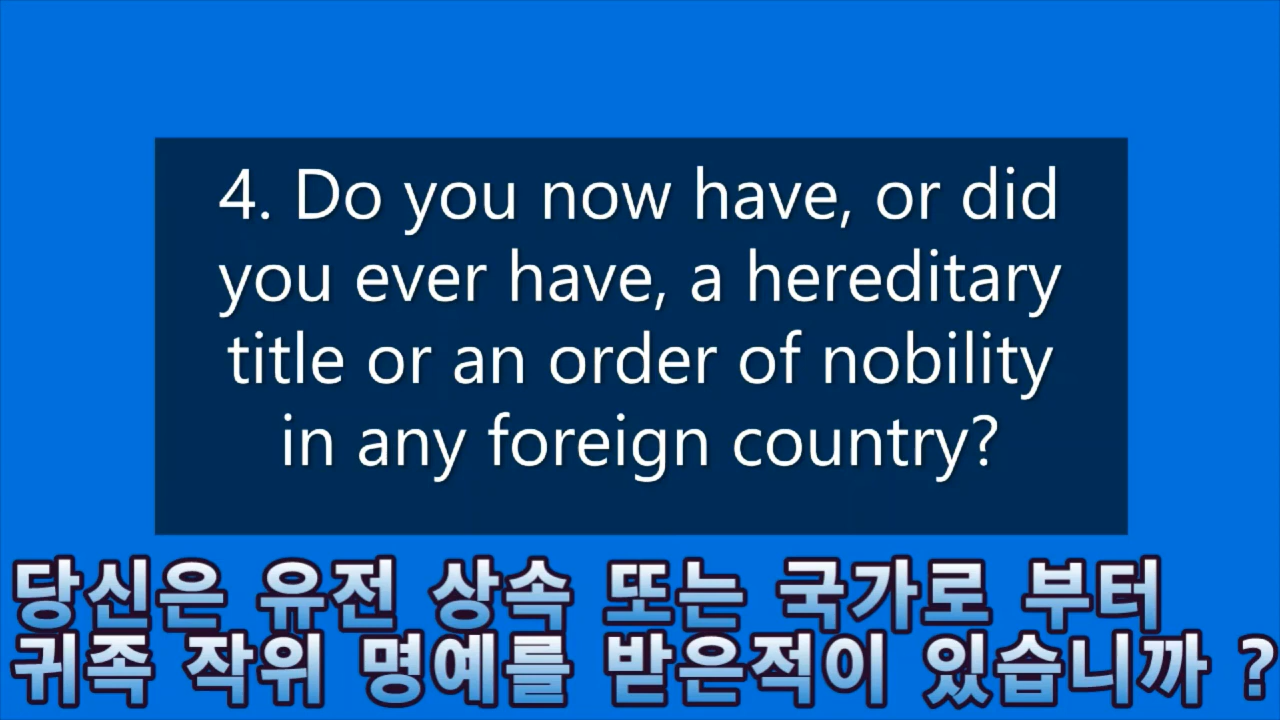 4. Do you now have, or did
you ever have, a hereditary
title or an order of nobility
in any foreign country?
당신은 유전 상속 또는 국가로 부터
귀족 작위 명예를 받은적이 있습니까 ?